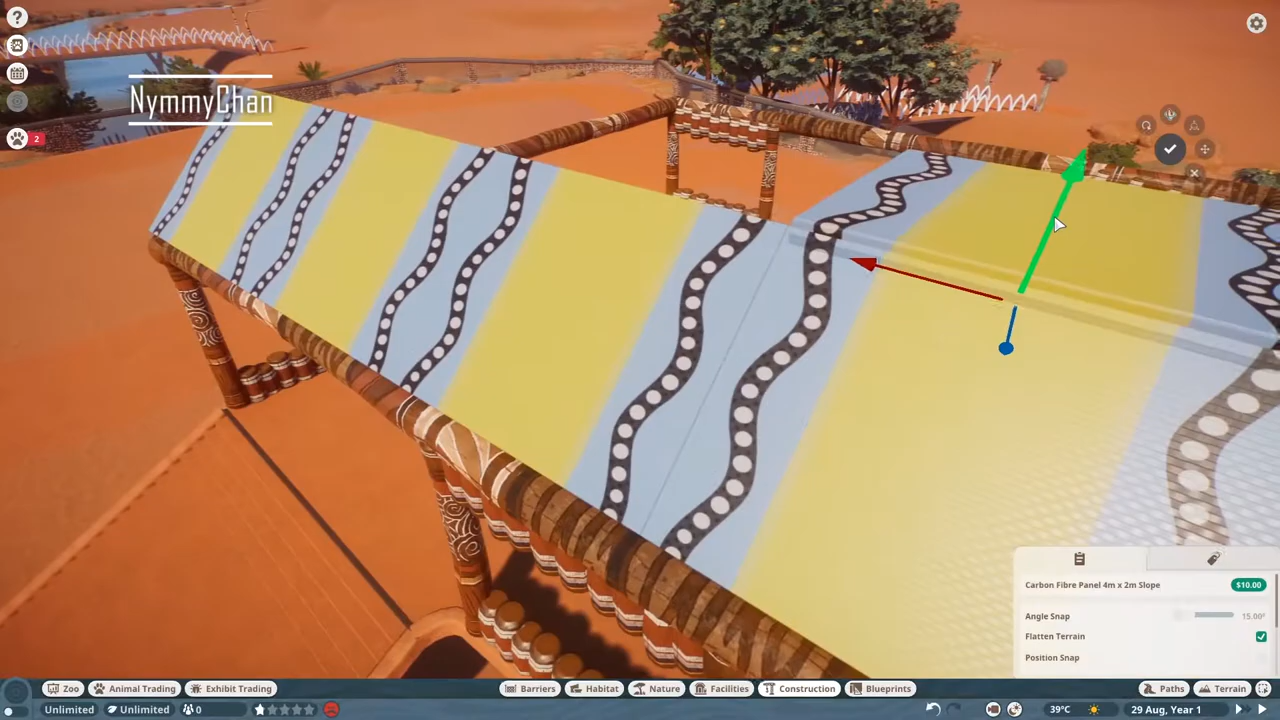 ?
NymmyChan
2
Carbon Fibre Panel 4m x 2m Slope $10.00
Angle Snap 15.00°
Flatten Terrain
Position Snap
Zoo Animal Trading Exhibit Trading Barriers Habitat Nature Facilities Construction Blueprints Paths Terrain
Unlimited Unlimited 0 39°C 29 Aug, Year 1